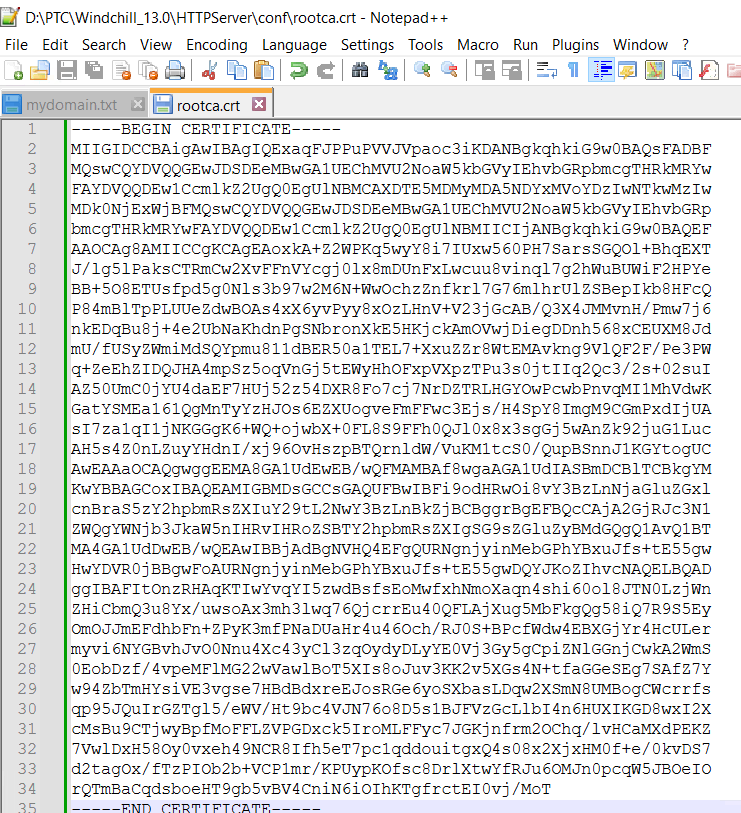 D:\PTC\Windchill_13.0\HTTPServer\conf\rootca.crt - Notepad++
File Edit Search View Encoding Language Settings Tools Macro Run Plugins Window ?
mydomain.txt rootca.crt
1 -----BEGIN CERTIFICATE-----
2 MIIGIDCCBAigAwIBAgIQExaqFJPPuPVVJVpaoc3iKDANBgkqhkiG9w0BAQsFADBF
3 MQswCQYDVQQGEwJDSDEeMBwGA1UEChMVU2NoaW5kbGVyIEhvbGRpbmcgTHRkMRYw
4 FAYDVQQDEw1CcmlkZ2UgQ0EgUlNBMCAXDTE5MDMyMDA5NDYxMVoYDzIwNTkwMzIw
5 MDk0NjExWjBFMQswCQYDVQQGEwJDSDEeMBwGA1UEChMVU2NoaW5kbGVyIEhvbGRp
6 bmcgTHRkMRYwFAYDVQQDEw1CcmlkZ2UgQ0EgUlNBMIICIjANBgkqhkiG9w0BAQEF
7 AAOCAg8AMIICCgKCAgEAoxkA+Z2WPKq5wyY8i7IUxw560PH7SarsSGQOl+BhqEXT
8 J/lg5lPaksCTRmCw2XvFFnVYcgj0lx8mDUnFxLwcuu8vinql7g2hWuBUWiF2HPYe
9 BB+5O8ETUsfpd5g0Nls3b97w2M6N+WwOchzZnfkrl7G76mlhrUlZSBepIkb8HFcQ
10 P84mBlTpPLUUeZdwBOAs4xX6yvPyy8xOzLHnV+V23jGcAB/Q3X4JMMvnH/Pmw7j6
11 nkEDqBu8j+4e2UbNaKhdnPgSNbronXkE5HKjckAmOVwjDiegDDnh568xCEUXM8Jd
12 mU/fUSyZWmiMdSQYpmu811dBER50a1TEL7+XxuZZr8WtEMAvkng9VlQF2F/Pe3PW
13 q+ZeEhZIDQJHA4mpSz5oqVnGj5tEWyHhOFxpVXpzTPu3s0jtIIq2Qc3/2s+02suI
14 AZ50UmC0jYU4daEF7HUj52z54DXR8Fo7cj7NrDZTRLHGYOwPcwbPnvqMI1MhVdwK
15 GatYSMEa161QgMnTyYzHJOs6EZXUogveFmFFwc3Ejs/H4SpY8ImgM9CGmPxdIjUA
16 sI7za1qI1jNKGGgK6+WQ+ojwbX+0FL8S9FFh0QJl0x8x3sgGj5wAnZk92juG1Luc
17 AH5s4Z0nLZuyYHdnI/xj96OvHszpBTQrnldW/VuKM1tcS0/QupBSnnJ1KGYtogUC
18 AwEAAaOCAQgwggEEMA8GA1UdEwEB/wQFMAMBAf8wgaAGA1UdIASBmDCBlTCBkgYM
19 KwYBBAGCoxIBAQEAMIGBMDsGCCsGAQUFBwIBFi9odHRwOi8vY3BzLnNjaGluZGxl
20 cnBraS5zY2hpbmRsZXIuY29tL2NwY3BzLnBkZjBCBggrBgEFBQcCAjA2GjRJc3N1
21 ZWQgYWNjb3JkaW5nIHRvIHRoZSBTY2hpbmRsZXIgSG9sZGluZyBMdGQgQ1AvQlBT
22 MA4GA1UdDwEB/wQEAwIBBjAdBgNVHQ4EFgQURNgnjyinMebGPhYBxuJfs+tE55gw
23 HwYDVR0jBBgwFoAURNgnjyinMebGPhYBxuJfs+tE55gwDQYJKoZIhvcNAQELBQAD
24 ggIBAFItOnzRHAqKTIwYvqYI5zwdBsfsEoMwfxhNmoXaqn4shi60ol8JTN0LzjWn
25 ZHiCbmQ3u8Yx/uwsoAx3mh3lwq76QjcrrEu40QFLAjXug5MbFkgQg58iQ7R9S5Ey
26 OmOJJmEFdhbFn+ZPyK3mfPNaDUaHr4u46Och/RJ0S+BPcfWdw4EBXGjYr4HcULer
27 myvi6NYGBvhJvO0Nnu4Xc43yCl3zqOydyDLyYE0Vj3Gy5gCpiZNlGGnjCwkA2WmS
28 0EobDzf/4vpeMFlMG22wVawlBoT5XIs8oJuv3KK2v5XGs4N+tfaGGeSEg7SAfZ7Y
29 w94ZbTmHYsiVE3vgse7HBdBdxreEJosRGe6yoSXbasLDqw2XSmN8UMBogCWcrrfs
30 qp95JQuIrGZTgl5/eWV/Ht9bc4VJN76o8D5s1BJFVzGcLlbI4n6HUXIKGD8wxI2X
31 cMsBu9CTjwyBpfMoFFLZVPGDxck5IroMLFFyc7JGKjnfrm2OChq/lvHCaMXdPEKZ
32 7VwlDxH58Oy0vxeh49NCR8Ifh5eT7pc1qddouitgxQ4s08x2XjxHM0f+e/0kvDS7
33 d2tagOx/fTzPIOb2b+VCP1mr/KPUypKOfsc8DrlXtwYfRJu6OMJn0pcqW5JBOeIO
34 rQTmBaCqdsboeHT9gb5vBV4CniN6iOIhKTgfrctEI0vj/MoT
35 -----END CERTIFICATE-----